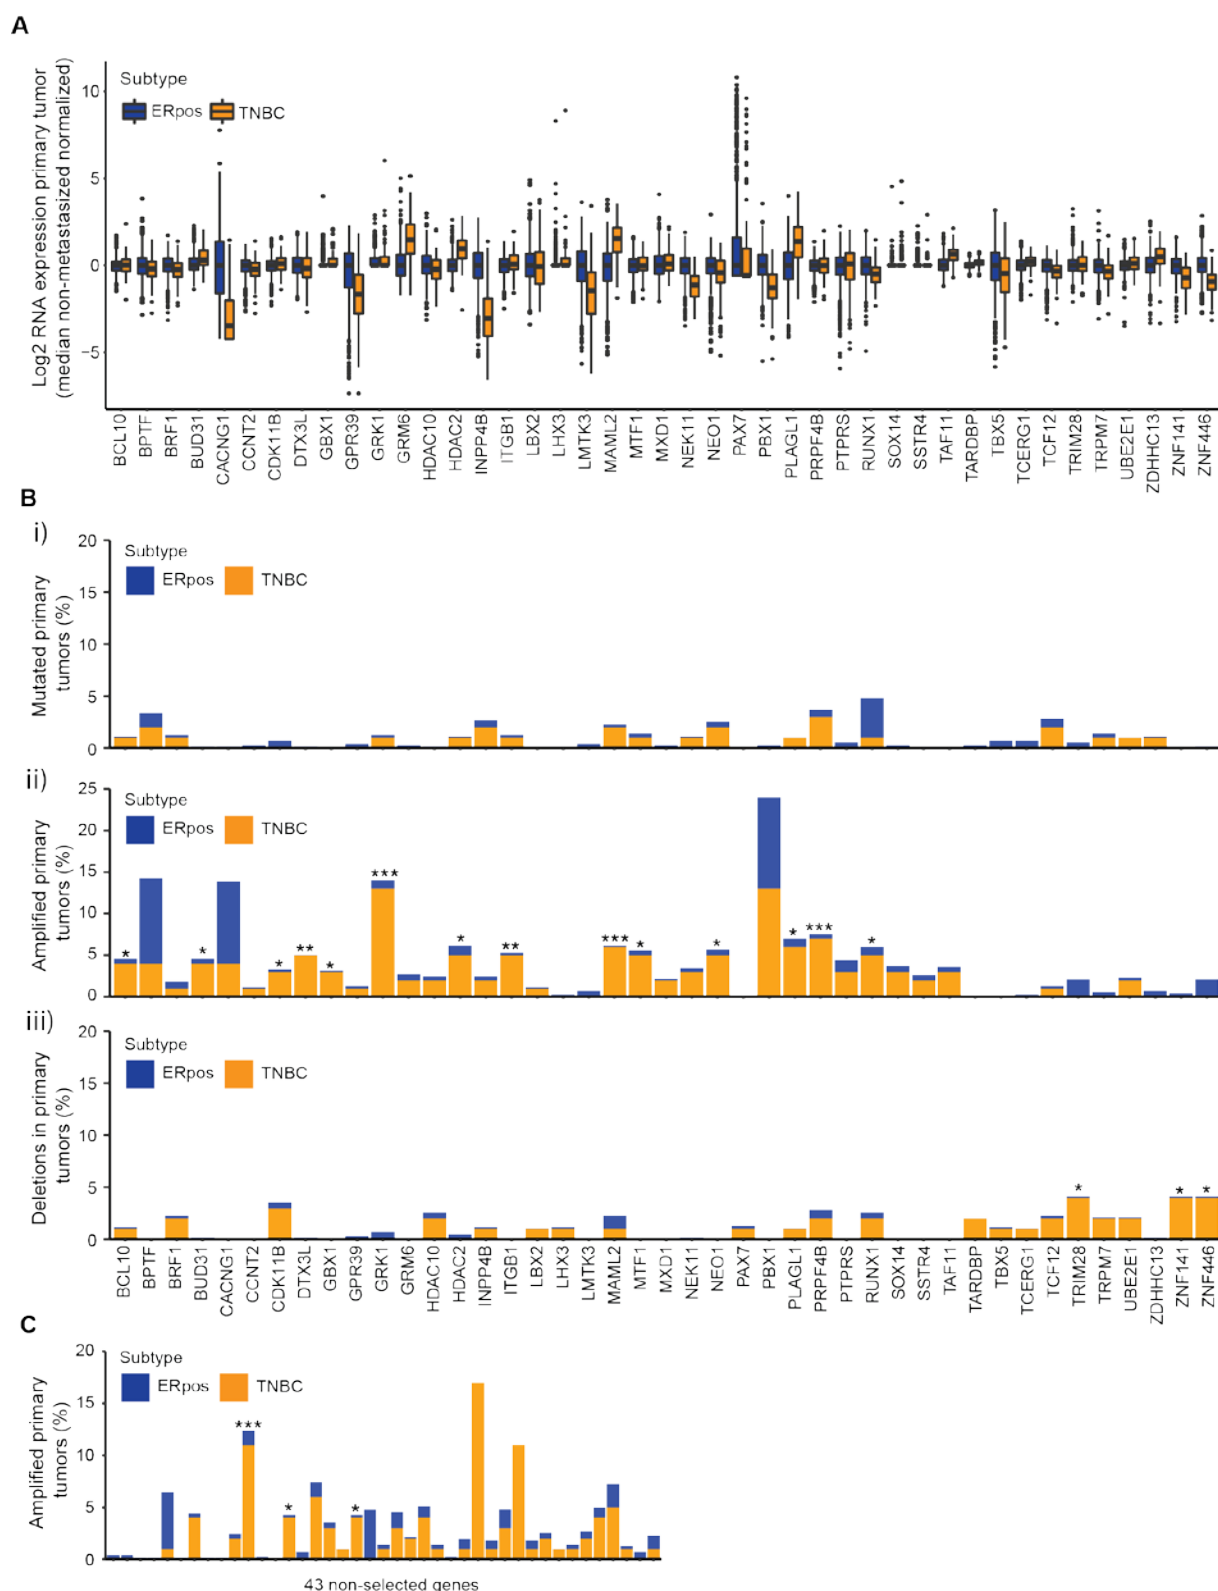 A
Log2 RNA expression primary tumor
(median non-metastasized normalized)
Subtype
ERpos TNBC
10
5
0
−5
BCL10
BPTF
BRF1
BUD31
CACNG1
CCNT2
CDK11B
DTX3L
GBX1
GPR39
GRK1
GRM6
HDAC10
HDAC2
INPP4B
ITGB1
LBX2
LHX3
LMTK3
MAML2
MTF1
MXD1
NEK11
NEO1
PAX7
PBX1
PLAGL1
PRPF4B
PTPRS
RUNX1
SOX14
SSTR4
TAF11
TARDBP
TBX5
TCERG1
TCF12
TRIM28
TRPM7
UBE2E1
ZDHHC13
ZNF141
ZNF446
B
i)
Mutated primary
tumors (%)
Subtype
ERpos TNBC
20
15
10
5
0
ii)
Amplified primary
tumors (%)
Subtype
ERpos TNBC
25
20
15
10
5
0
* * * ** * *** * ** *** * * * *** *
iii)
Deletions in primary
tumors (%)
Subtype
ERpos TNBC
20
15
10
5
0
* * *
BCL10
BPTF
BRF1
BUD31
CACNG1
CCNT2
CDK11B
DTX3L
GBX1
GPR39
GRK1
GRM6
HDAC10
HDAC2
INPP4B
ITGB1
LBX2
LHX3
LMTK3
MAML2
MTF1
MXD1
NEK11
NEO1
PAX7
PBX1
PLAGL1
PRPF4B
PTPRS
RUNX1
SOX14
SSTR4
TAF11
TARDBP
TBX5
TCERG1
TCF12
TRIM28
TRPM7
UBE2E1
ZDHHC13
ZNF141
ZNF446
C
Amplified primary
tumors (%)
Subtype
ERpos TNBC
20
15
10
5
0
*** * *
43 non-selected genes